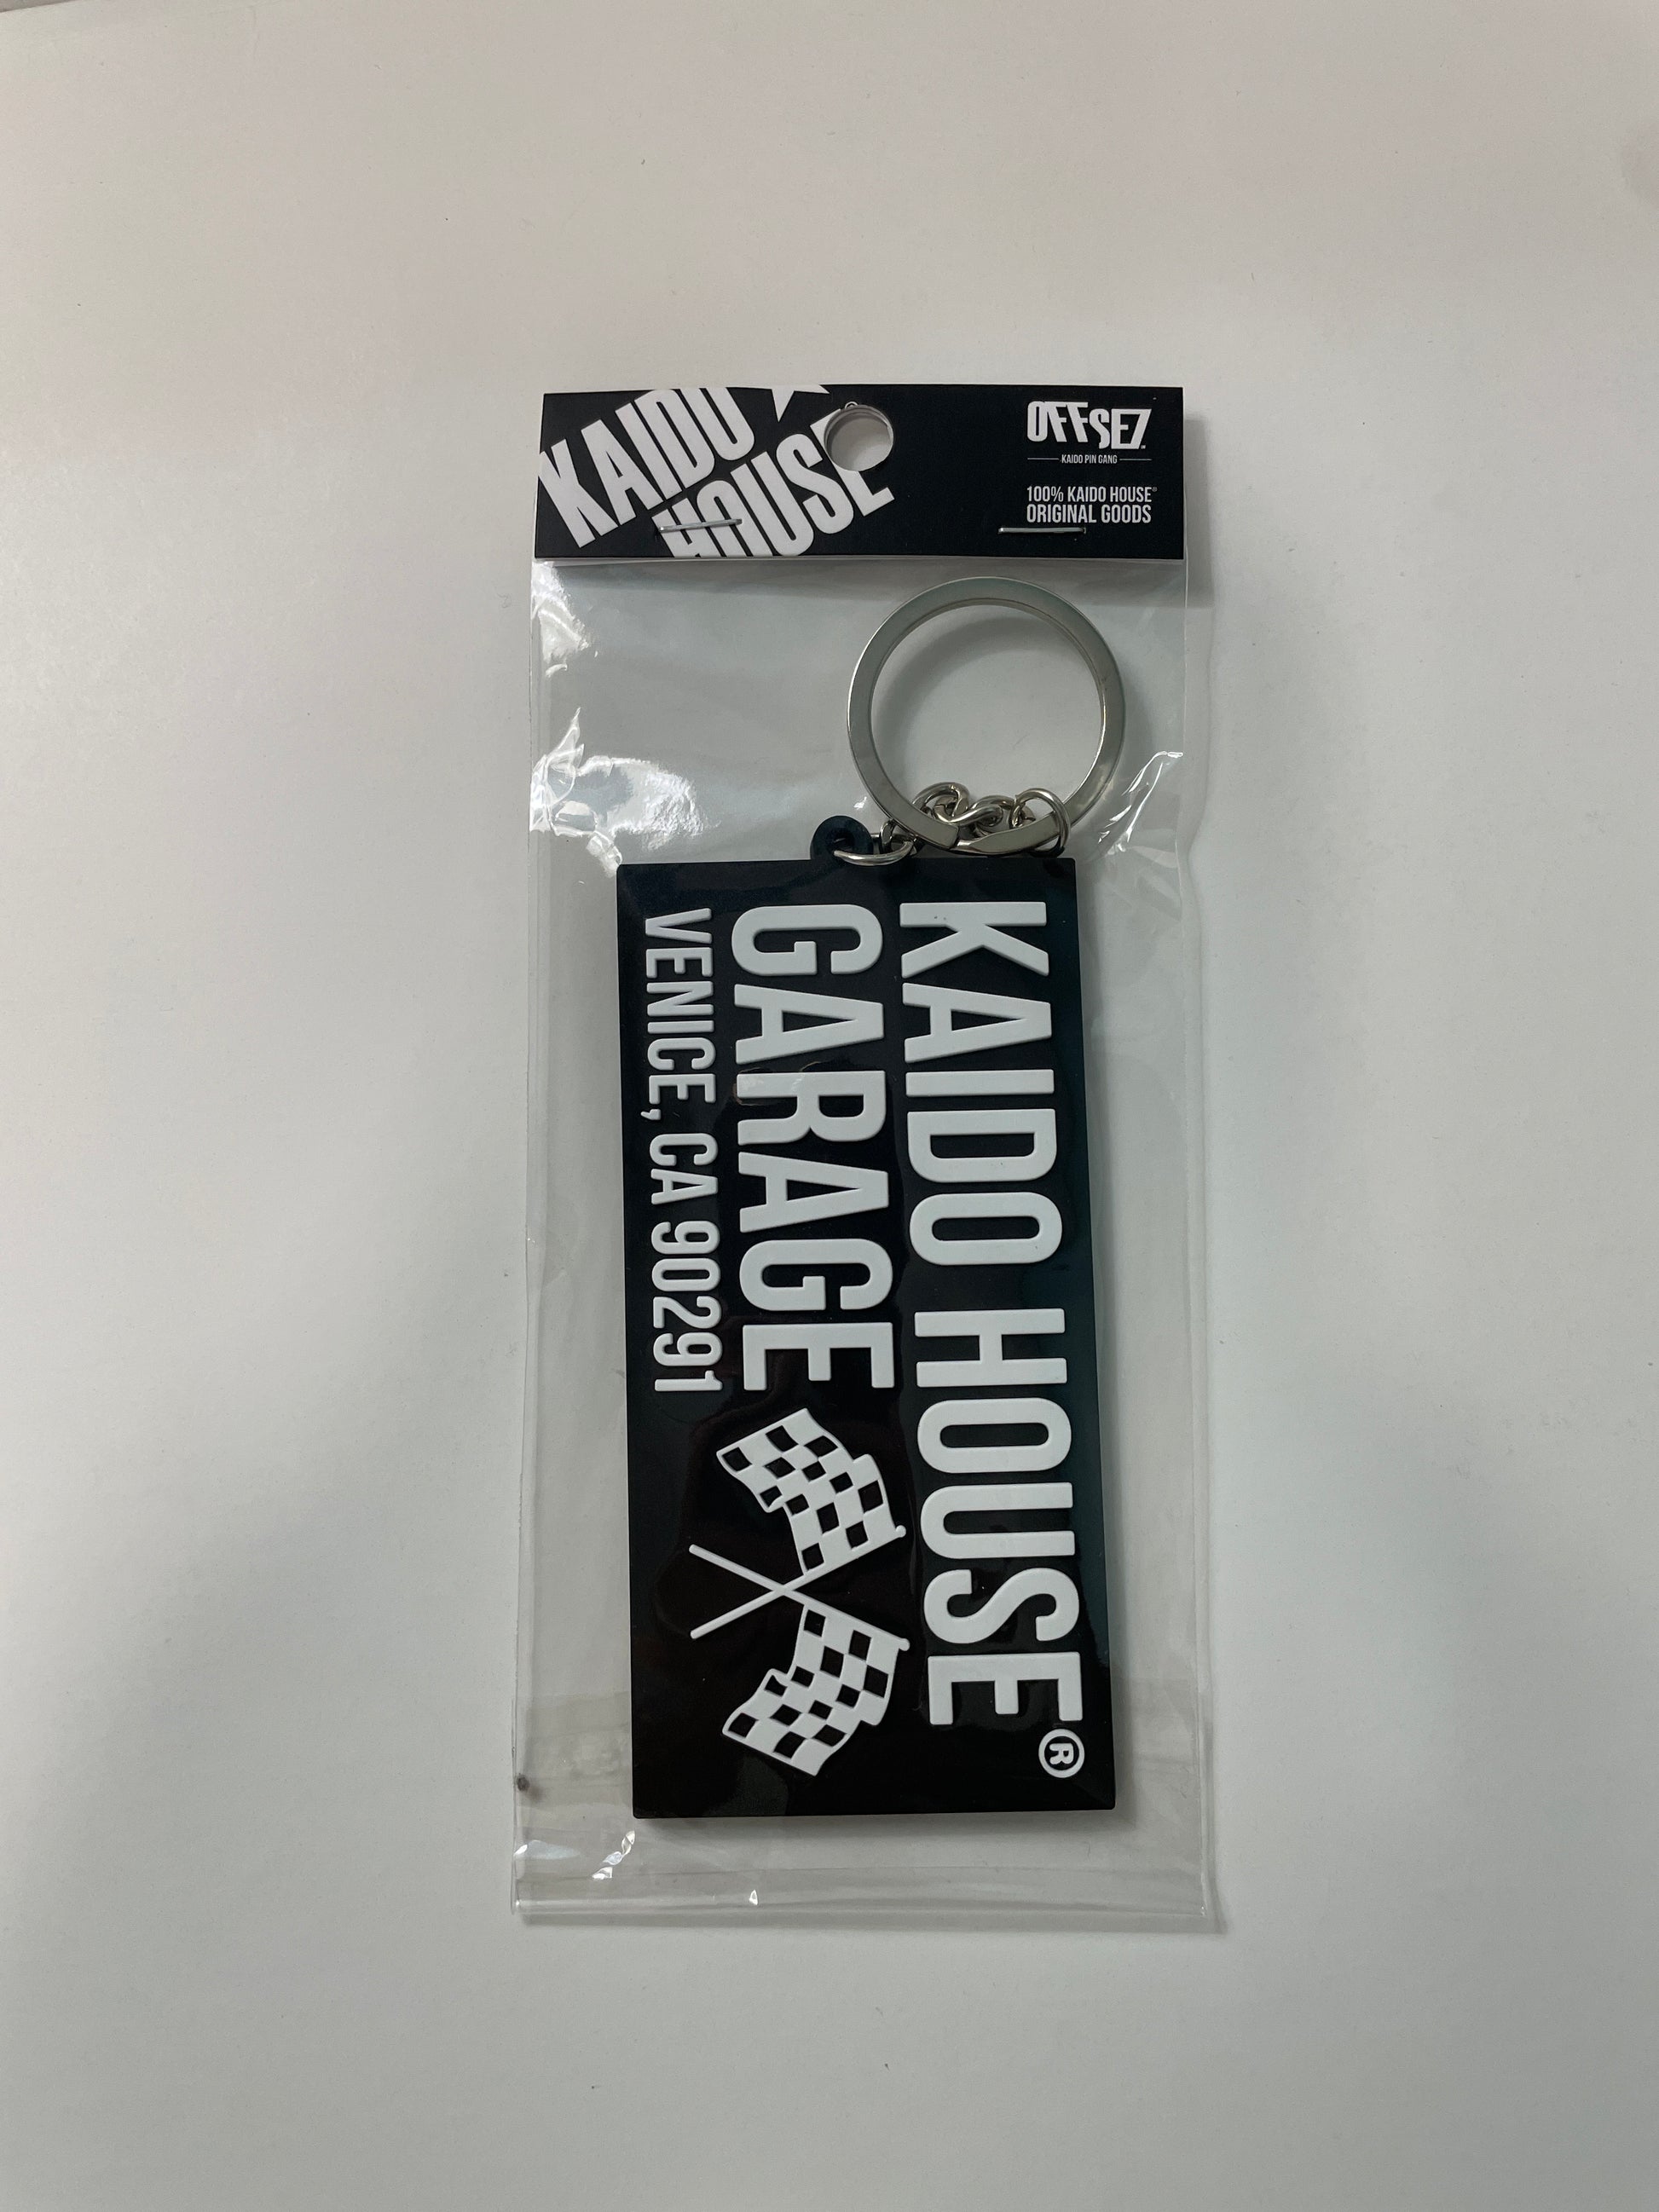 KAIDO
HOUSE
OFFSET
KAIDO PIN GANG
100% KAIDO HOUSE®
ORIGINAL GOODS
KAIDO HOUSE®
GARAGE
VENICE, CA 90291